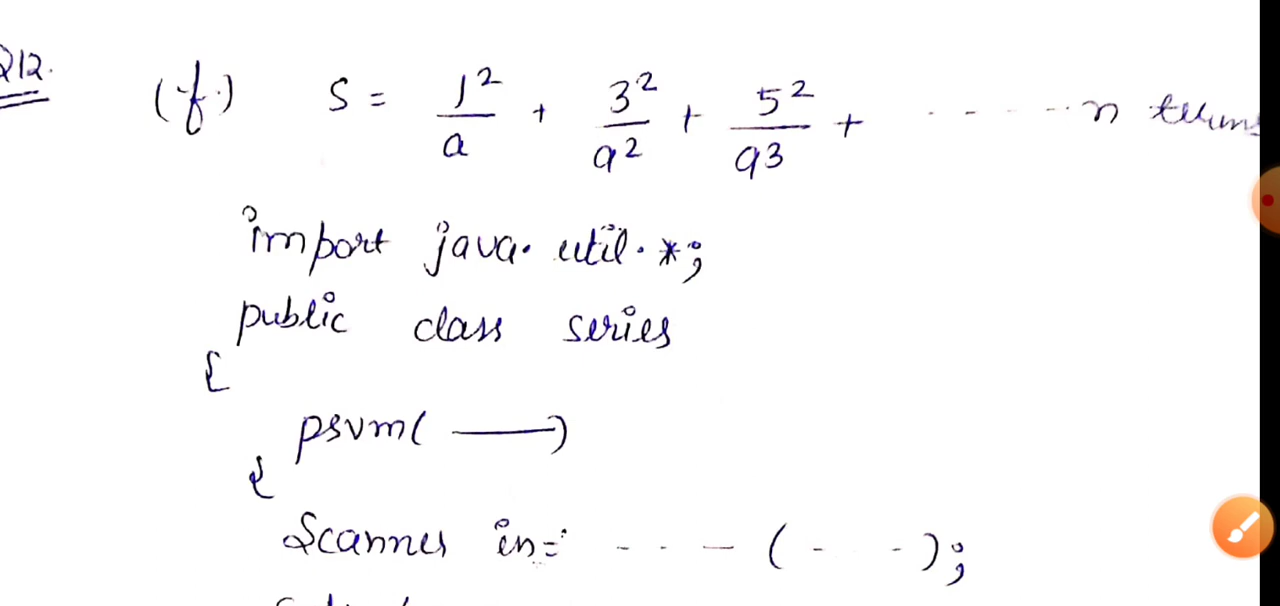 Q12.
(f.) S = 1²/a + 3²/a² + 5²/a3 + - - - - - n terms
import java.util.*;
public class series
{
psvm( —— )
{
Scanner in= - - - ( - - );